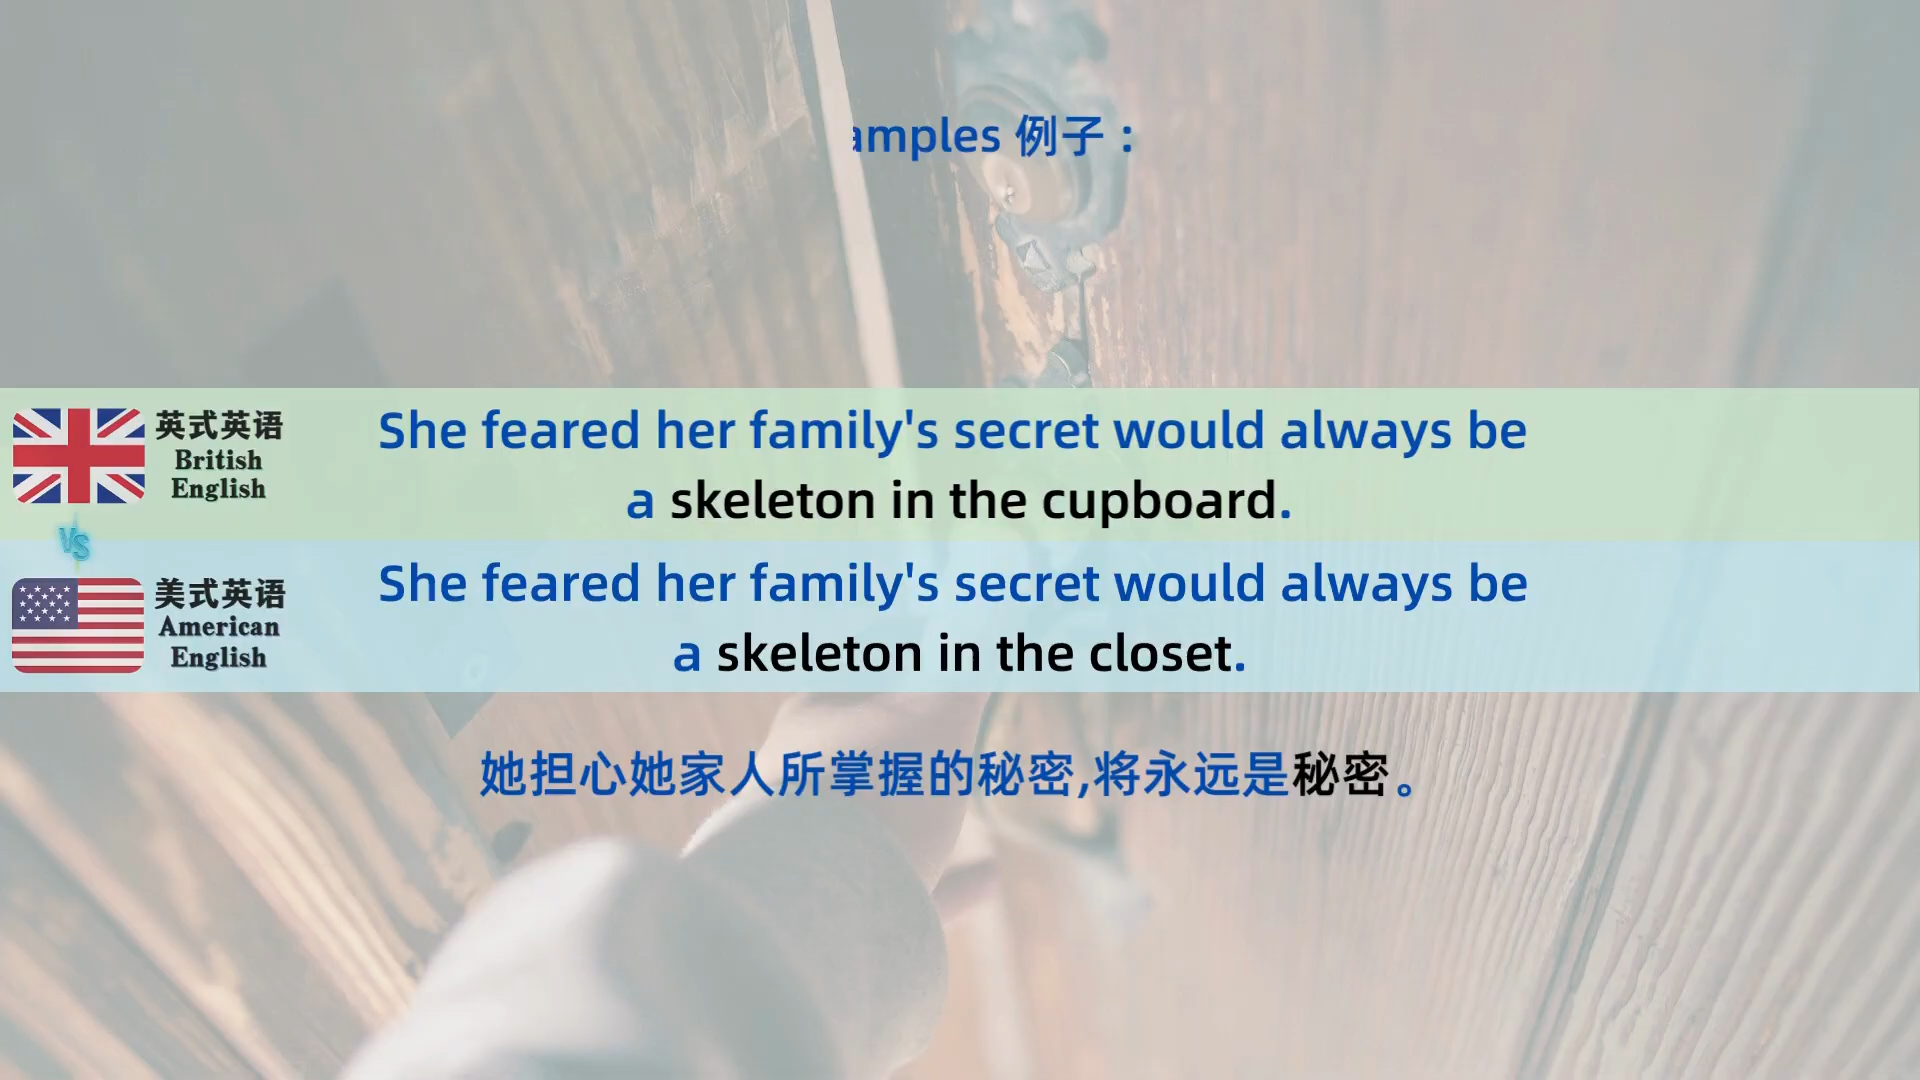 amples 例子：
英式英语
British
English
She feared her family's secret would always be
a skeleton in the cupboard.
VS
美式英语
American
English
She feared her family's secret would always be
a skeleton in the closet.
她担心她家人所掌握的秘密,将永远是秘密。